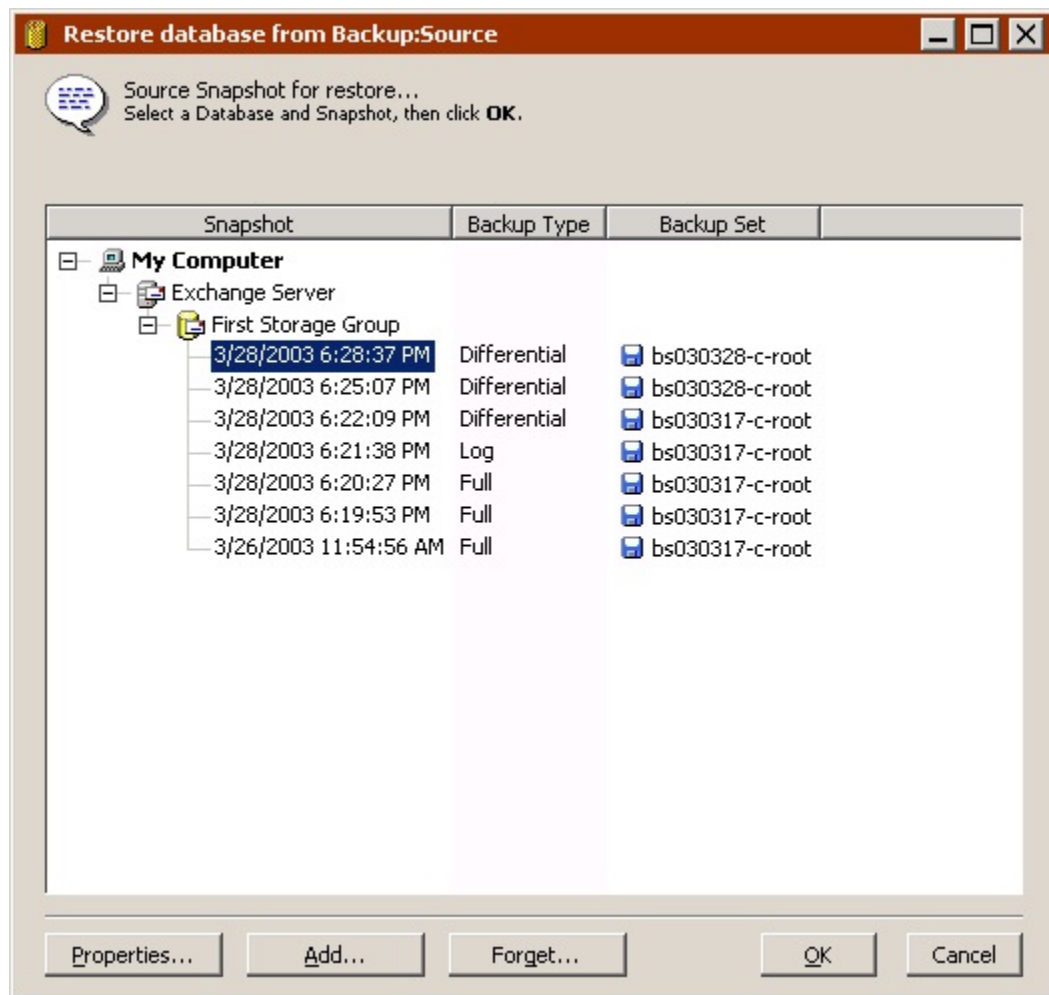 Restore database from Backup:Source
Source Snapshot for restore...
Select a Database and Snapshot, then click OK.
Snapshot Backup Type Backup Set
My Computer
Exchange Server
First Storage Group
3/28/2003 6:28:37 PM Differential bs030328-c-root
3/28/2003 6:25:07 PM Differential bs030328-c-root
3/28/2003 6:22:09 PM Differential bs030317-c-root
3/28/2003 6:21:38 PM Log bs030317-c-root
3/28/2003 6:20:27 PM Full bs030317-c-root
3/28/2003 6:19:53 PM Full bs030317-c-root
3/26/2003 11:54:56 AM Full bs030317-c-root
Properties... Add... Forget... OK Cancel